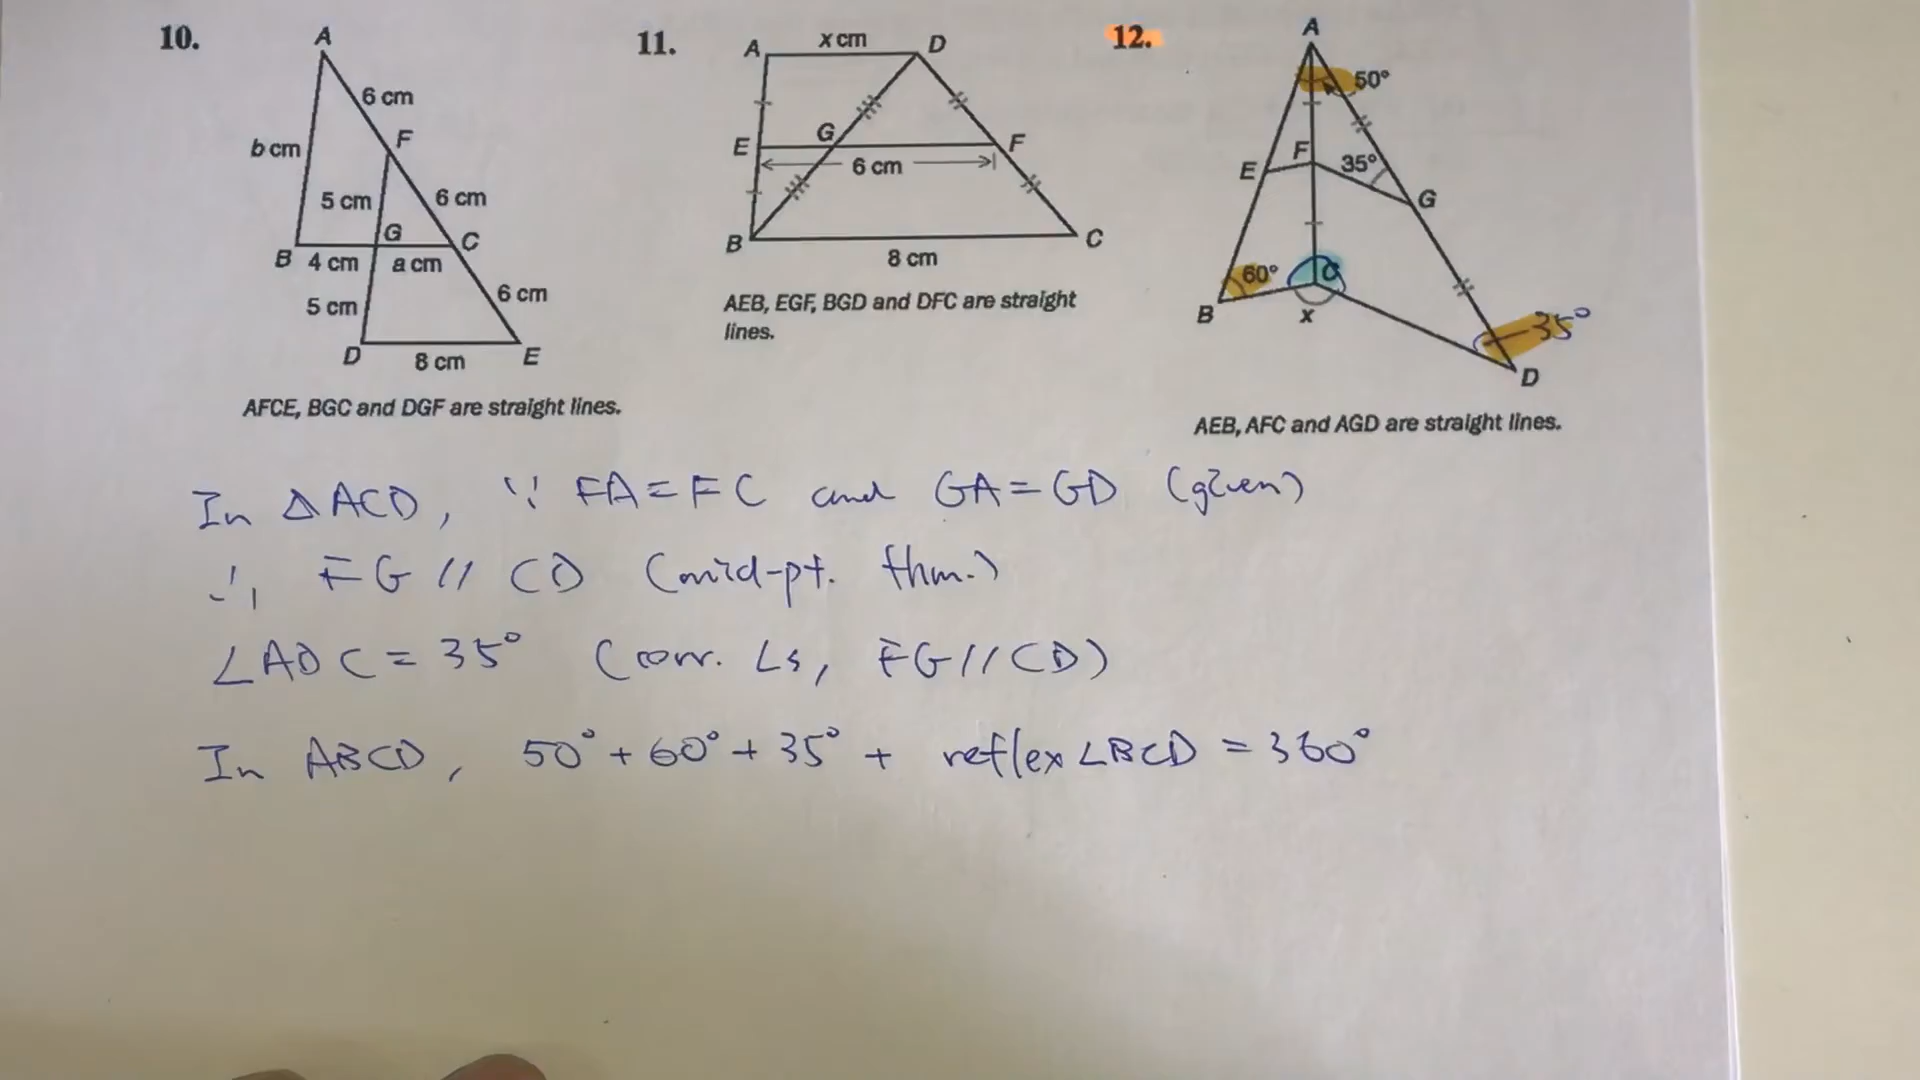 10.
A
6 cm
F
b cm
5 cm
6 cm
G
C
B
4 cm
a cm
5 cm
6 cm
D
8 cm
E
AFCE, BGC and DGF are straight lines.
11.
A
x cm
D
E
G
F
6 cm
B
C
8 cm
AEB, EGF, BGD and DFC are straight
lines.
12.
A
50°
F
E
35°
G
60°
C
B
x
35°
D
AEB, AFC and AGD are straight lines.
In △ACD, ∵ FA = FC and GA = GD (given)
∴ FG // CD (mid-pt. thm.)
∠ADC = 35° (corr. ∠s, FG // CD)
In ABCD, 50° + 60° + 35° + reflex ∠BCD = 360°